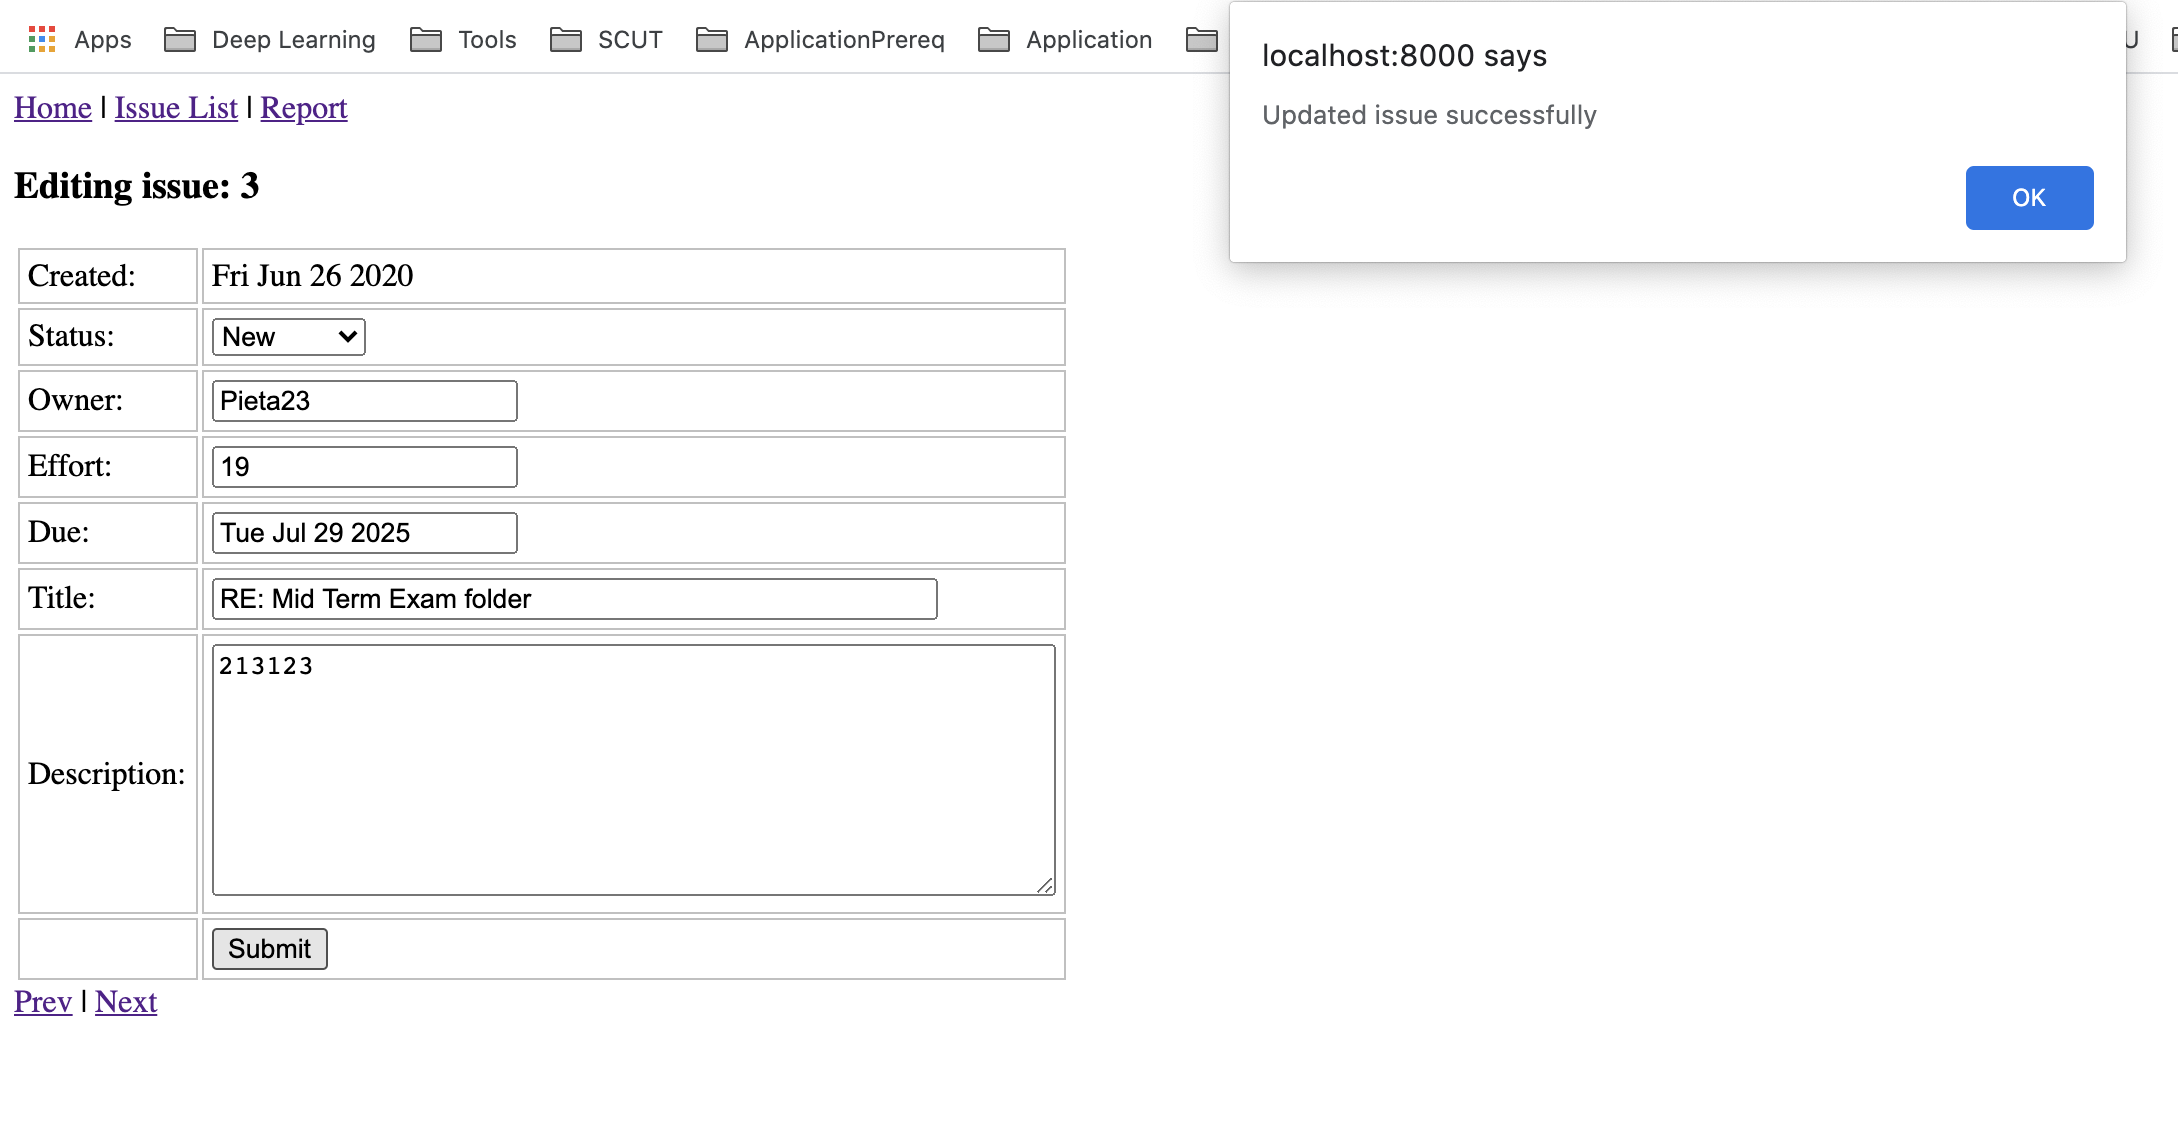 Apps Deep Learning Tools SCUT ApplicationPrereq Application
localhost:8000 says
Updated issue successfully
OK
Home | Issue List | Report
Editing issue: 3
Created: Fri Jun 26 2020
Status: New
Owner: Pieta23
Effort: 19
Due: Tue Jul 29 2025
Title: RE: Mid Term Exam folder
Description: 213123
Submit
Prev | Next